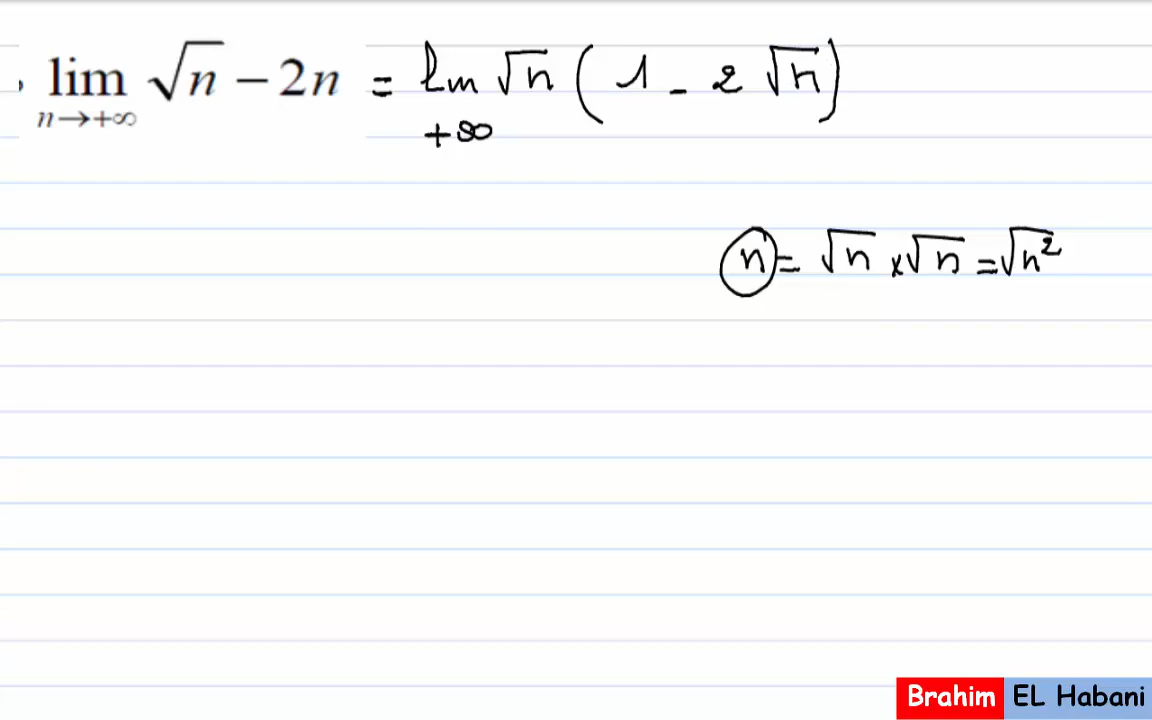 lim √n − 2n = lim √n (1 - 2√n)
n→+∞ +∞
n = √n × √n = √n²
Brahim EL Habani